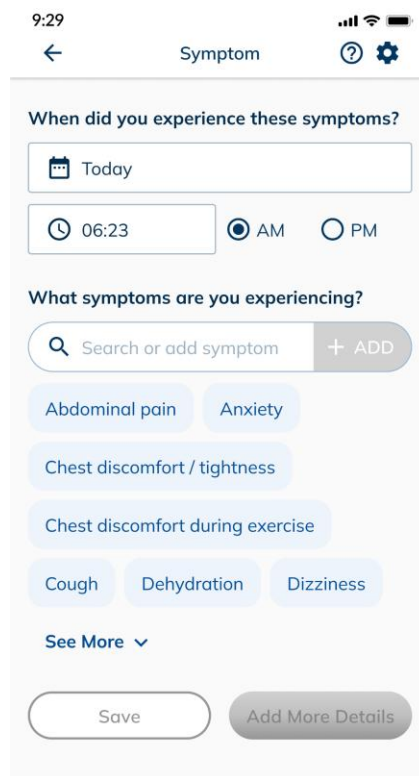 9:29
Symptom
When did you experience these symptoms?
Today
06:23 AM PM
What symptoms are you experiencing?
Search or add symptom + ADD
Abdominal pain Anxiety
Chest discomfort / tightness
Chest discomfort during exercise
Cough Dehydration Dizziness
See More
Save Add More Details